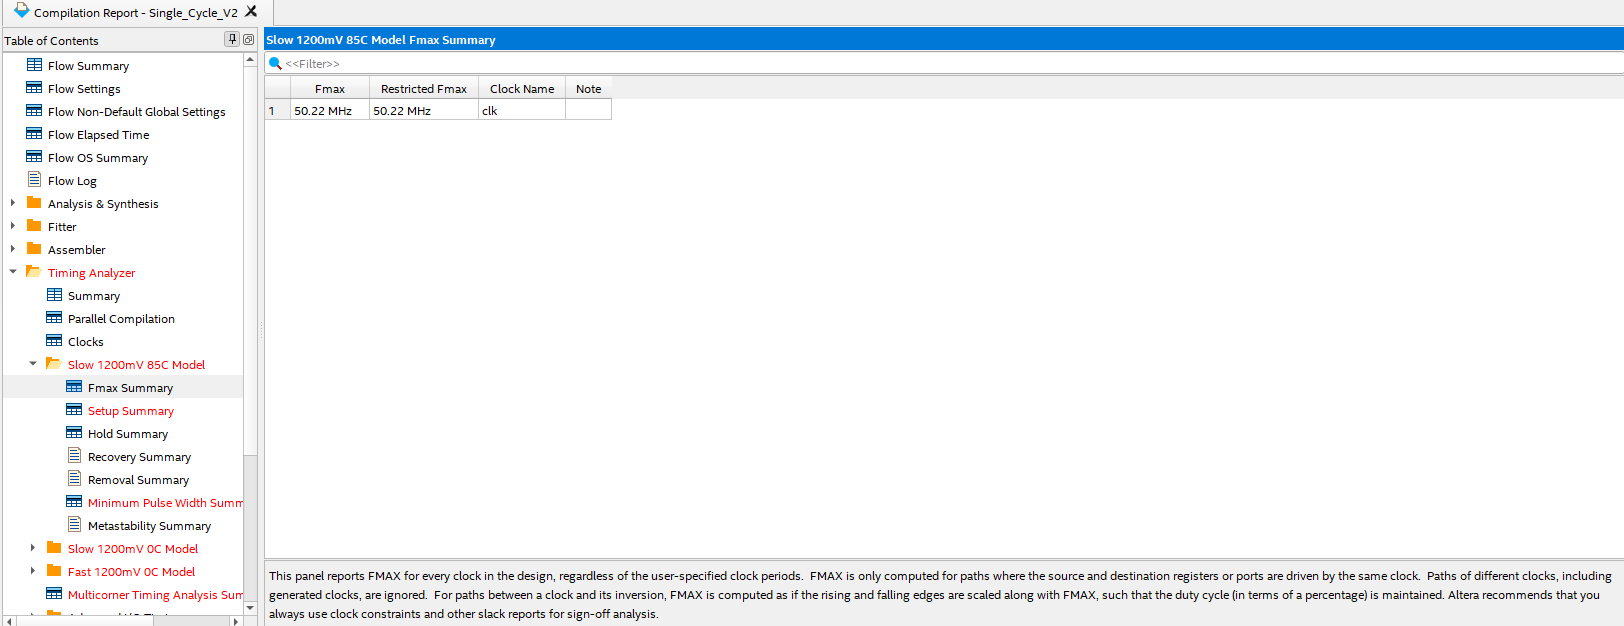 Compilation Report - Single_Cycle_V2
Table of Contents
Flow Summary
Flow Settings
Flow Non-Default Global Settings
Flow Elapsed Time
Flow OS Summary
Flow Log
Analysis & Synthesis
Fitter
Assembler
Timing Analyzer
Summary
Parallel Compilation
Clocks
Slow 1200mV 85C Model
Fmax Summary
Setup Summary
Hold Summary
Recovery Summary
Removal Summary
Minimum Pulse Width Summ
Metastability Summary
Slow 1200mV 0C Model
Fast 1200mV 0C Model
Multicorner Timing Analysis Sum
Slow 1200mV 85C Model Fmax Summary
<<Filter>>
Fmax Restricted Fmax Clock Name Note
1 50.22 MHz 50.22 MHz clk
This panel reports FMAX for every clock in the design, regardless of the user-specified clock periods.  FMAX is only computed for paths where the source and destination registers or ports are driven by the same clock.  Paths of different clocks, including
generated clocks, are ignored.  For paths between a clock and its inversion, FMAX is computed as if the rising and falling edges are scaled along with FMAX, such that the duty cycle (in terms of a percentage) is maintained. Altera recommends that you
always use clock constraints and other slack reports for sign-off analysis.